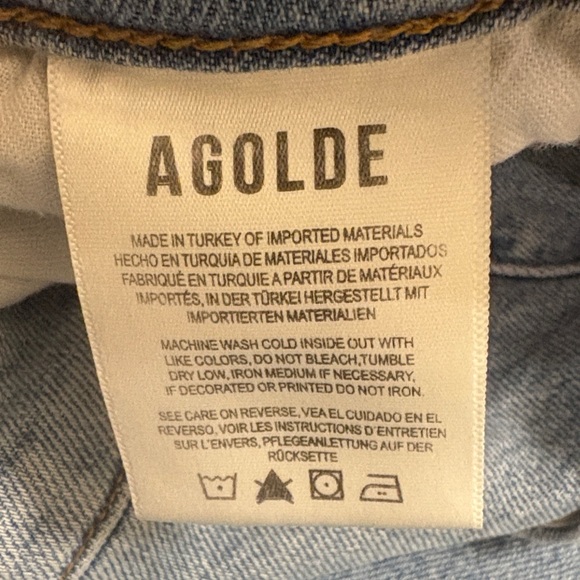 AGOLDE
MADE IN TURKEY OF IMPORTED MATERIALS
HECHO EN TURQUIA DE MATERIALES IMPORTADOS
FABRIQUÉ EN TURQUIE A PARTIR DE MATÉRIAUX
IMPORTÉS, IN DER TÜRKEI HERGESTELLT MIT
IMPORTIERTEN MATERIALIEN
MACHINE WASH COLD INSIDE OUT WITH
LIKE COLORS, DO NOT BLEACH,TUMBLE
DRY LOW, IRON MEDIUM IF NECESSARY,
IF DECORATED OR PRINTED DO NOT IRON.
SEE CARE ON REVERSE, VEA EL CUIDADO EN EL
REVERSO, VOIR LES INSTRUCTIONS D'ENTRETIEN
SUR L'ENVERS, PFLEGEANLETTUNG AUF DER
RÜCKSETTE